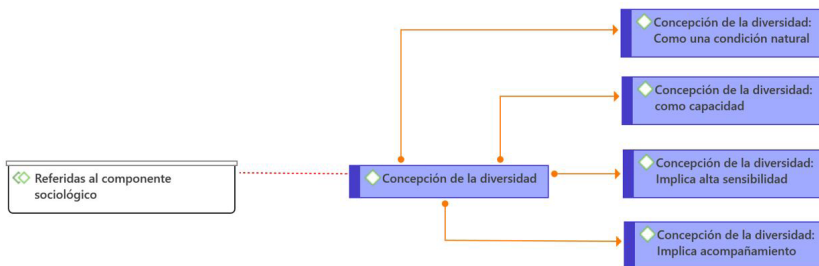 Referidas al componente
sociológico
Concepción de la diversidad
Concepción de la diversidad:
Como una condición natural
Concepción de la diversidad:
como capacidad
Concepción de la diversidad:
Implica alta sensibilidad
Concepción de la diversidad:
Implica acompañamiento